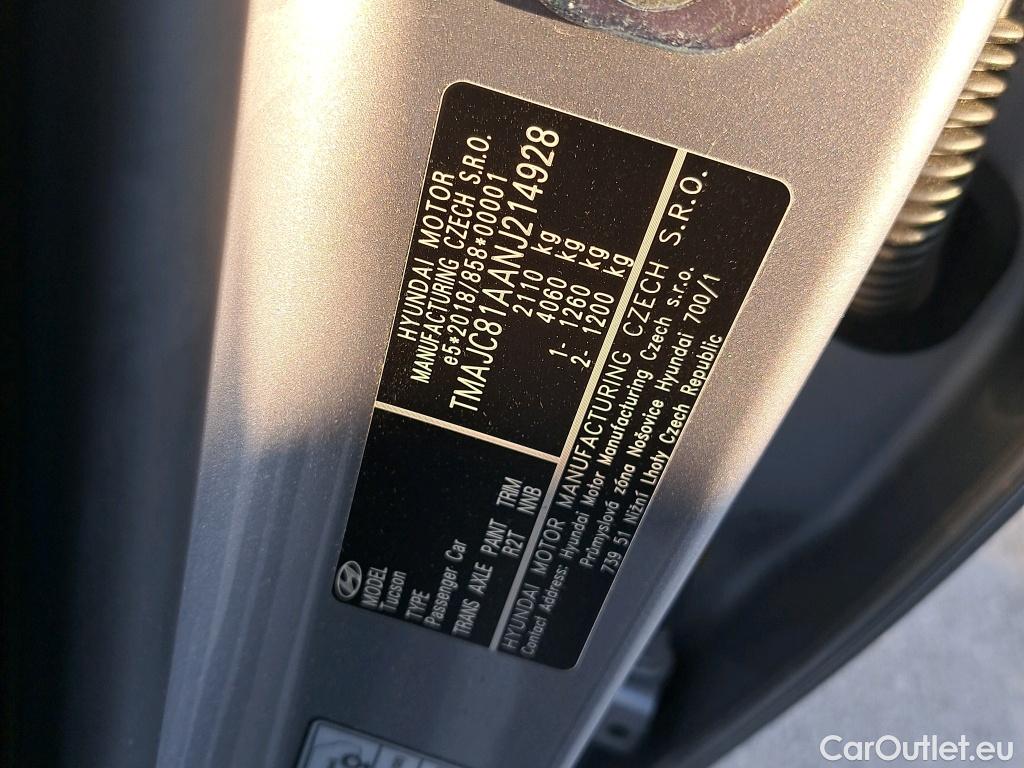 HYUNDAI MOTOR
MANUFACTURING CZECH S.R.O.
e5*2018/858*00001
TMAJC81AANJ214928
2110 kg
4060 kg
1- 1260 kg
2- 1200 kg
MODEL
Tucson
TYPE
Passenger Car
TRANS AXLE PAINT TRIM
R2T NNB
HYUNDAI MOTOR MANUFACTURING CZECH S.R.O.
Contact Address: Hyundai Motor Manufacturing Czech s.r.o.
Průmyslová zóna Nošovice Hyundai 700/1
739 51 Nižní Lhoty Czech Republic
CarOutlet.eu